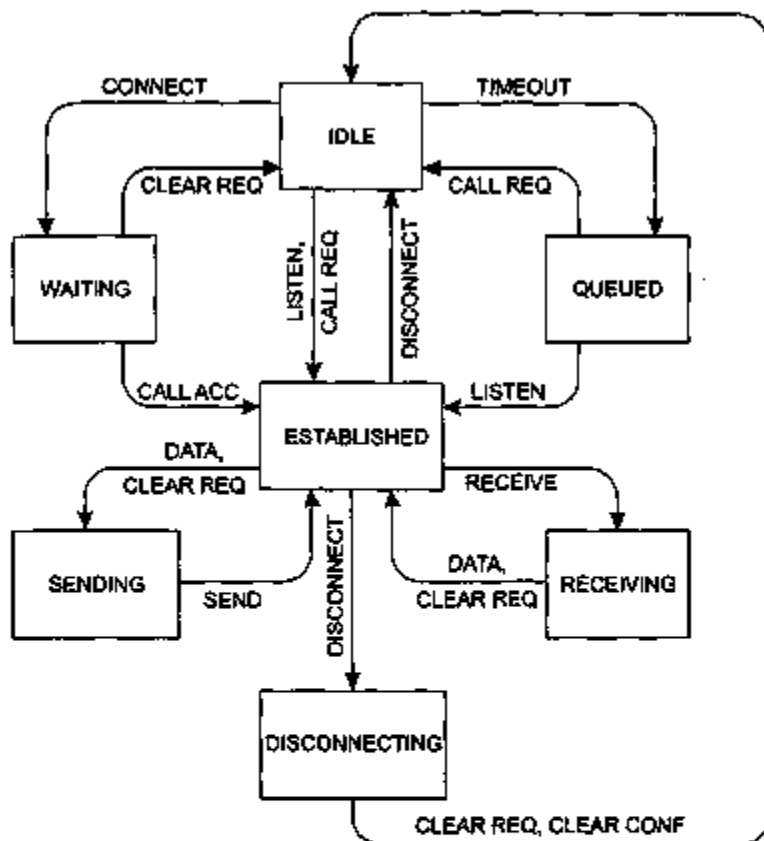 CONNECT
TIMEOUT
IDLE
CLEAR REQ
CALL REQ
WAITING
LISTEN,
CALL REQ
DISCONNECT
QUEUED
CALL ACC
LISTEN
ESTABLISHED
DATA,
CLEAR REQ
RECEIVE
SENDING
SEND
DISCONNECT
DATA,
CLEAR REQ
RECEIVING
DISCONNECTING
CLEAR REQ, CLEAR CONF